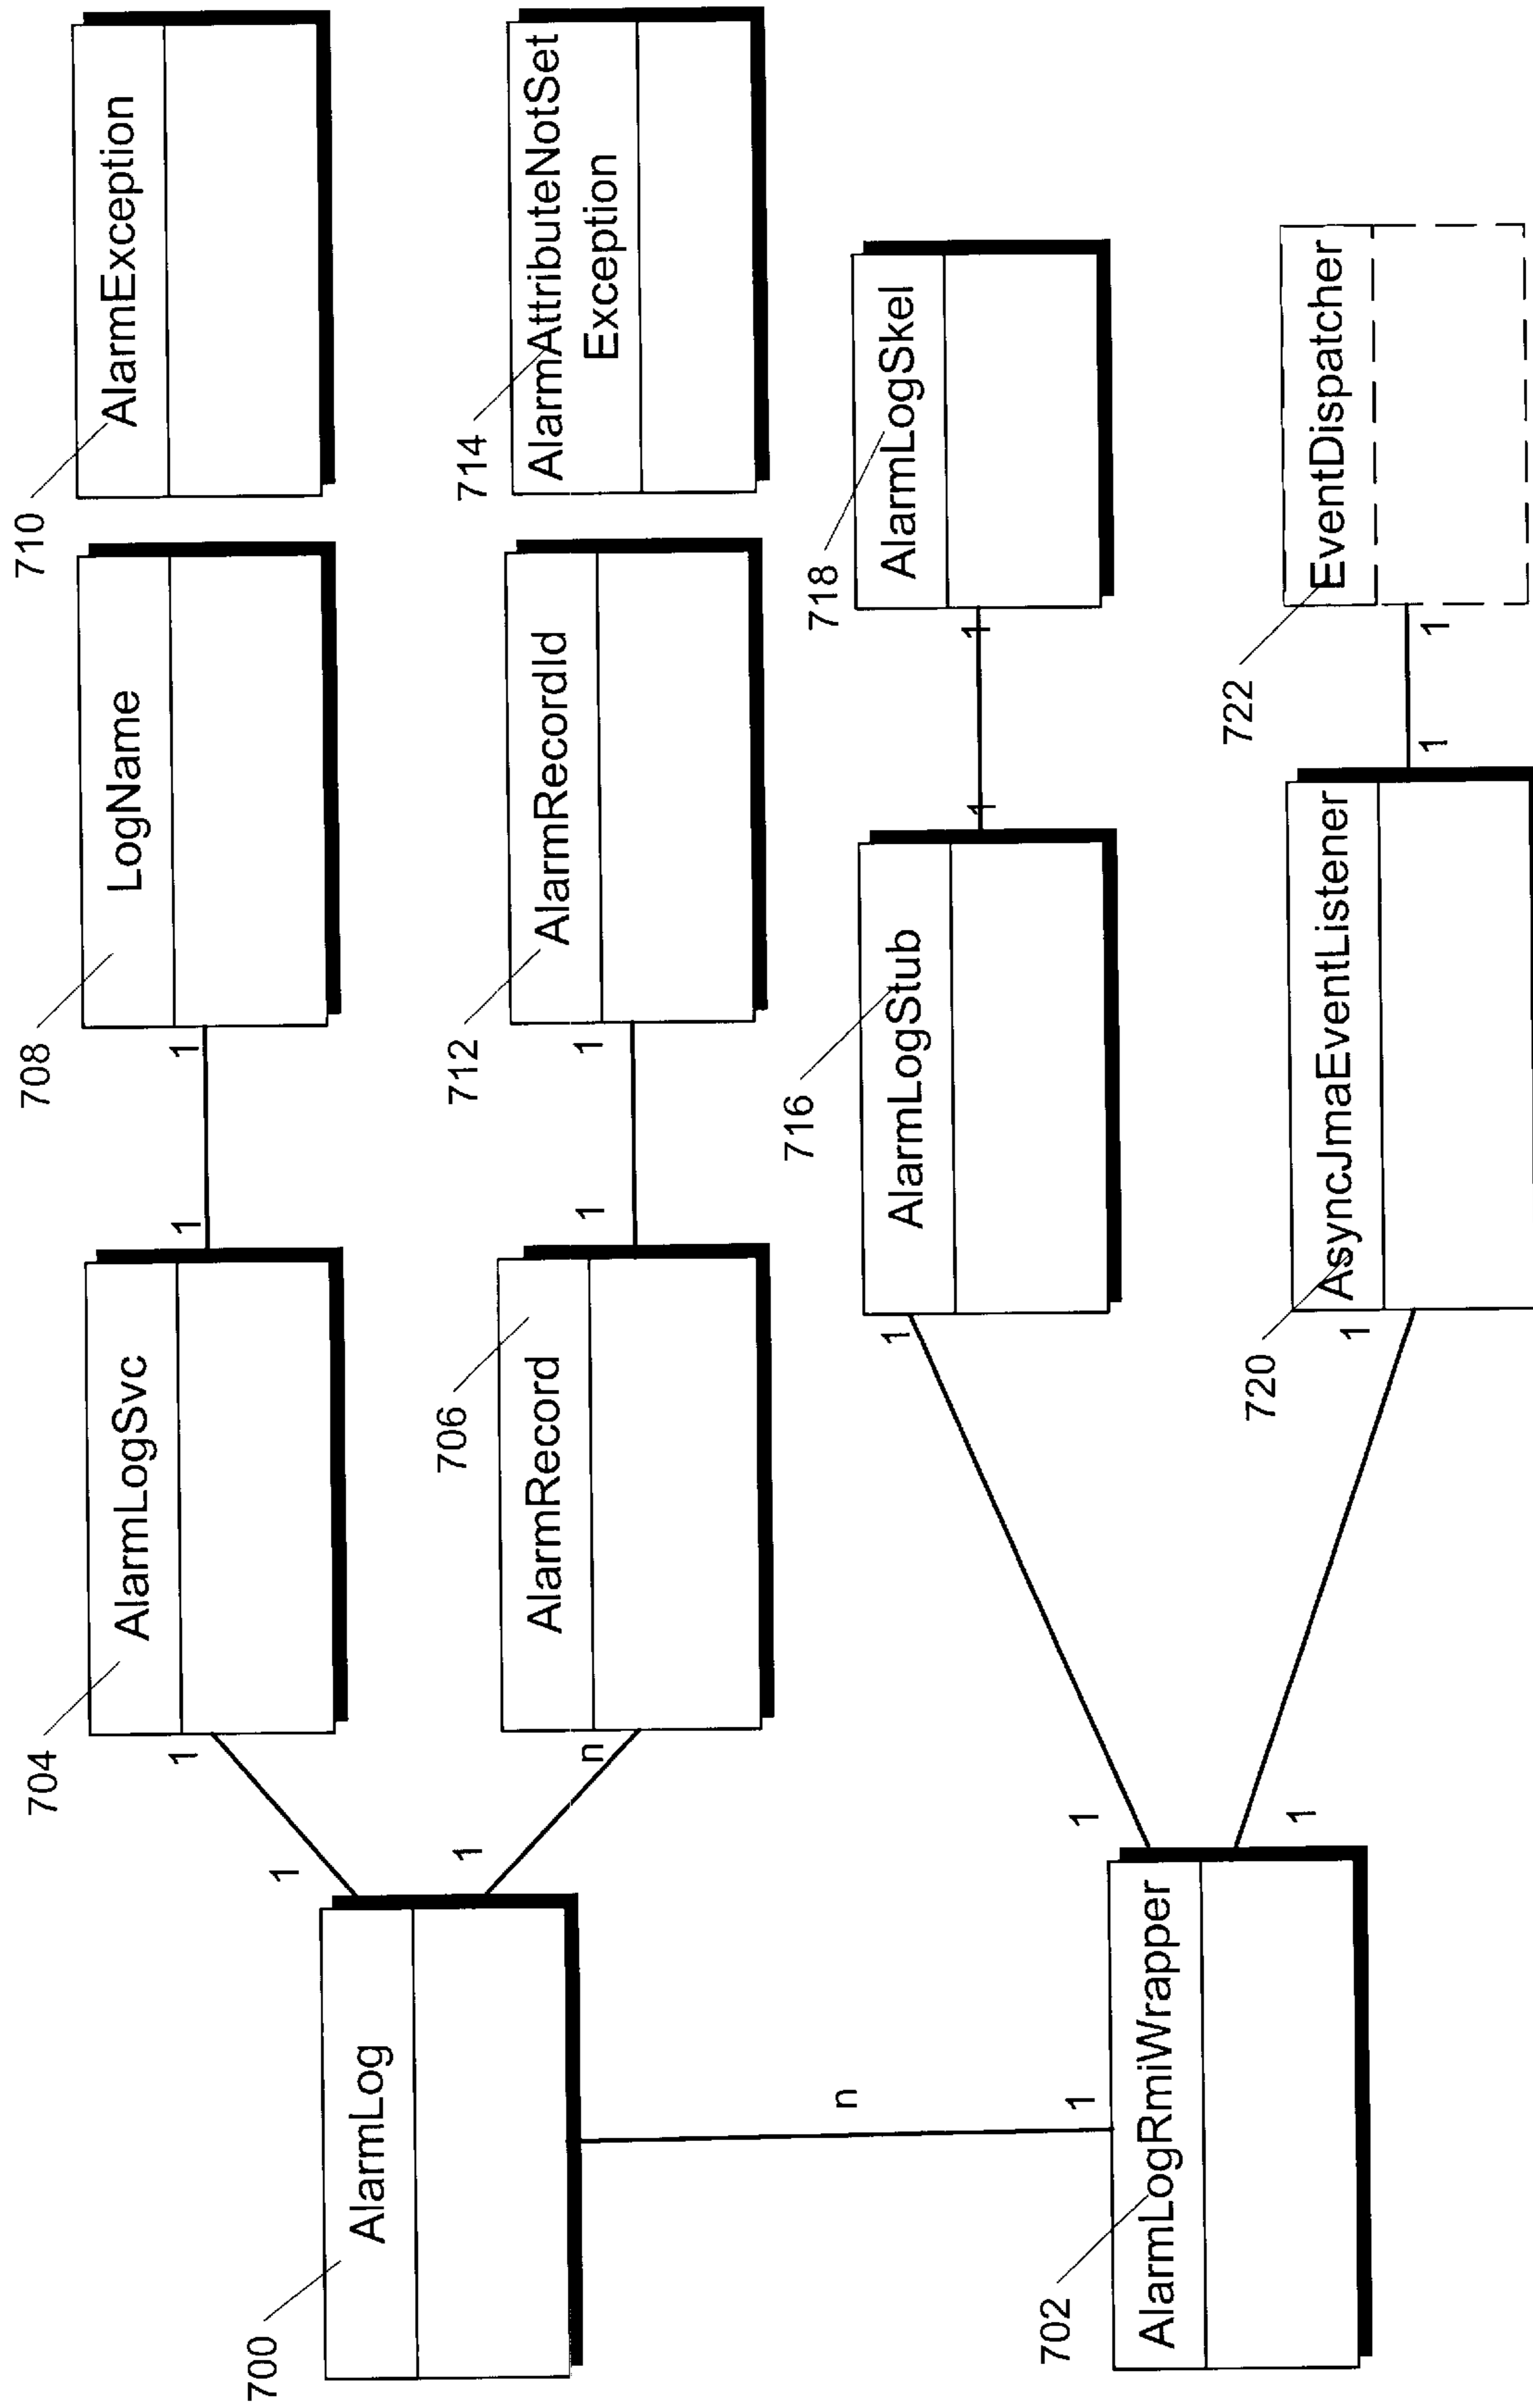 704
708
710
AlarmLogSvc
LogName
AlarmException
1
1
1
700
1
AlarmLog
706
712
714
1
AlarmRecord
AlarmRecordId
AlarmAttributeNotSet
Exception
n
1
1
716
718
n
AlarmLogStub
AlarmLogSkel
1
1
1
702
1
1
AlarmLogRmiWrapper
720
722
1
AsyncJmaEventListener
EventDispatcher
1
1
1